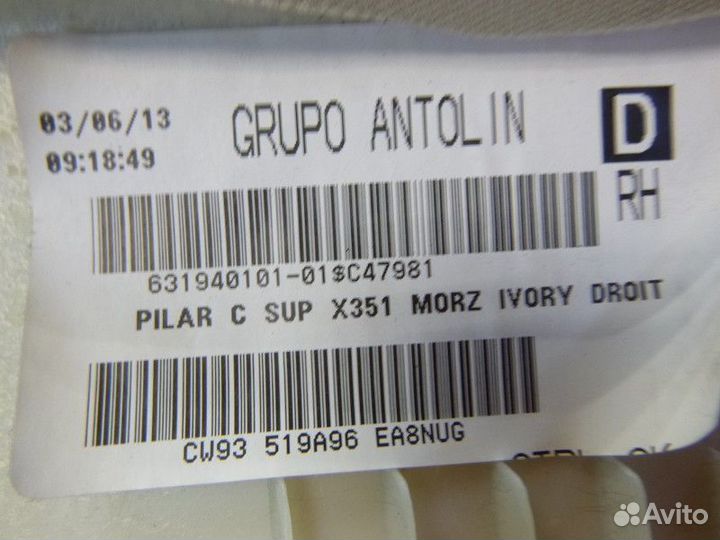 03/06/13
09:18:49
GRUPO ANTOLIN
D
RH
631940101-01$C47981
PILAR C SUP X351 MORZ IVORY DROIT
CW93 519A96 EA8NUG
Avito